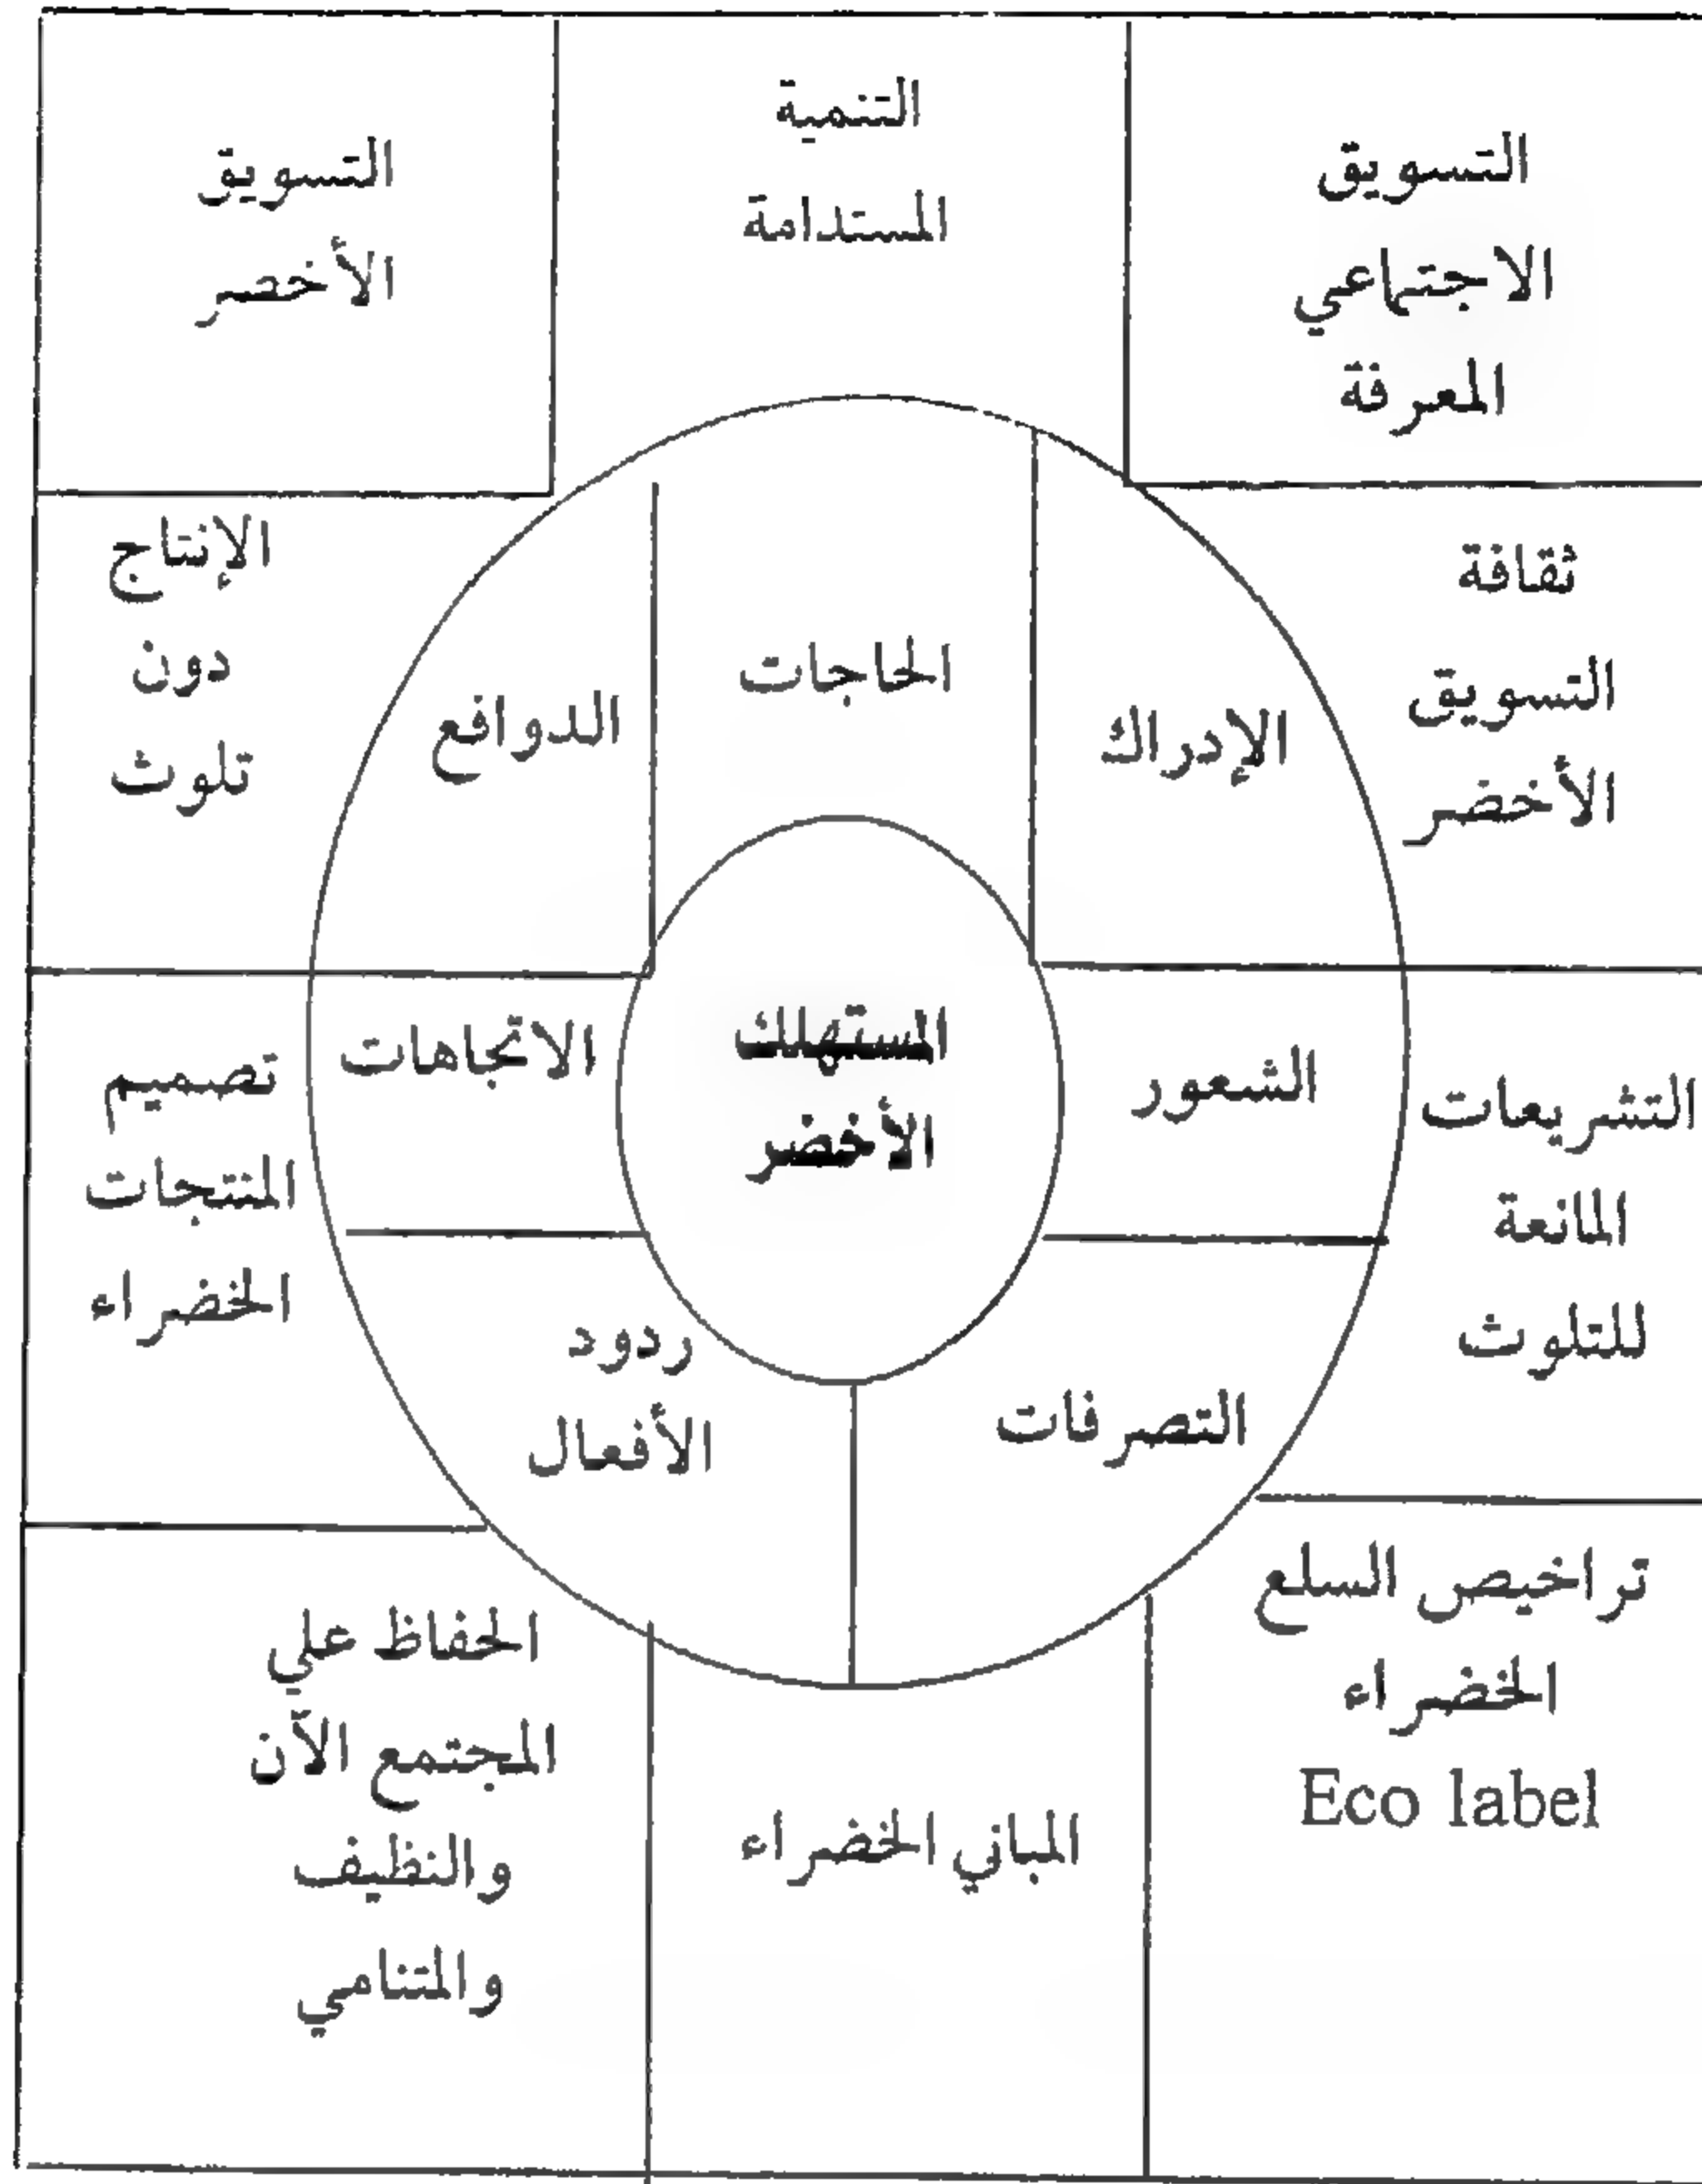 التسويق
الاجتماعي
المعرفة
التنمية
المستدامة
التسويق
الأخضر
ثقافة
التسويق
الأخضر
الإدراك
الحاجات
الدوافع
الإنتاج
دون
تلوث
التشريعات
المانعة
للتلوث
الشعور
المستهلك
الأخضر
الاتجاهات
تصميم
المنتجات
الخضراء
التصرفات
ردود
الأفعال
تراخيص السلع
الخضراء
Eco label
المباني الخضراء
الحفاظ علي
المجتمع الآن
والنظيف
والمتنامي